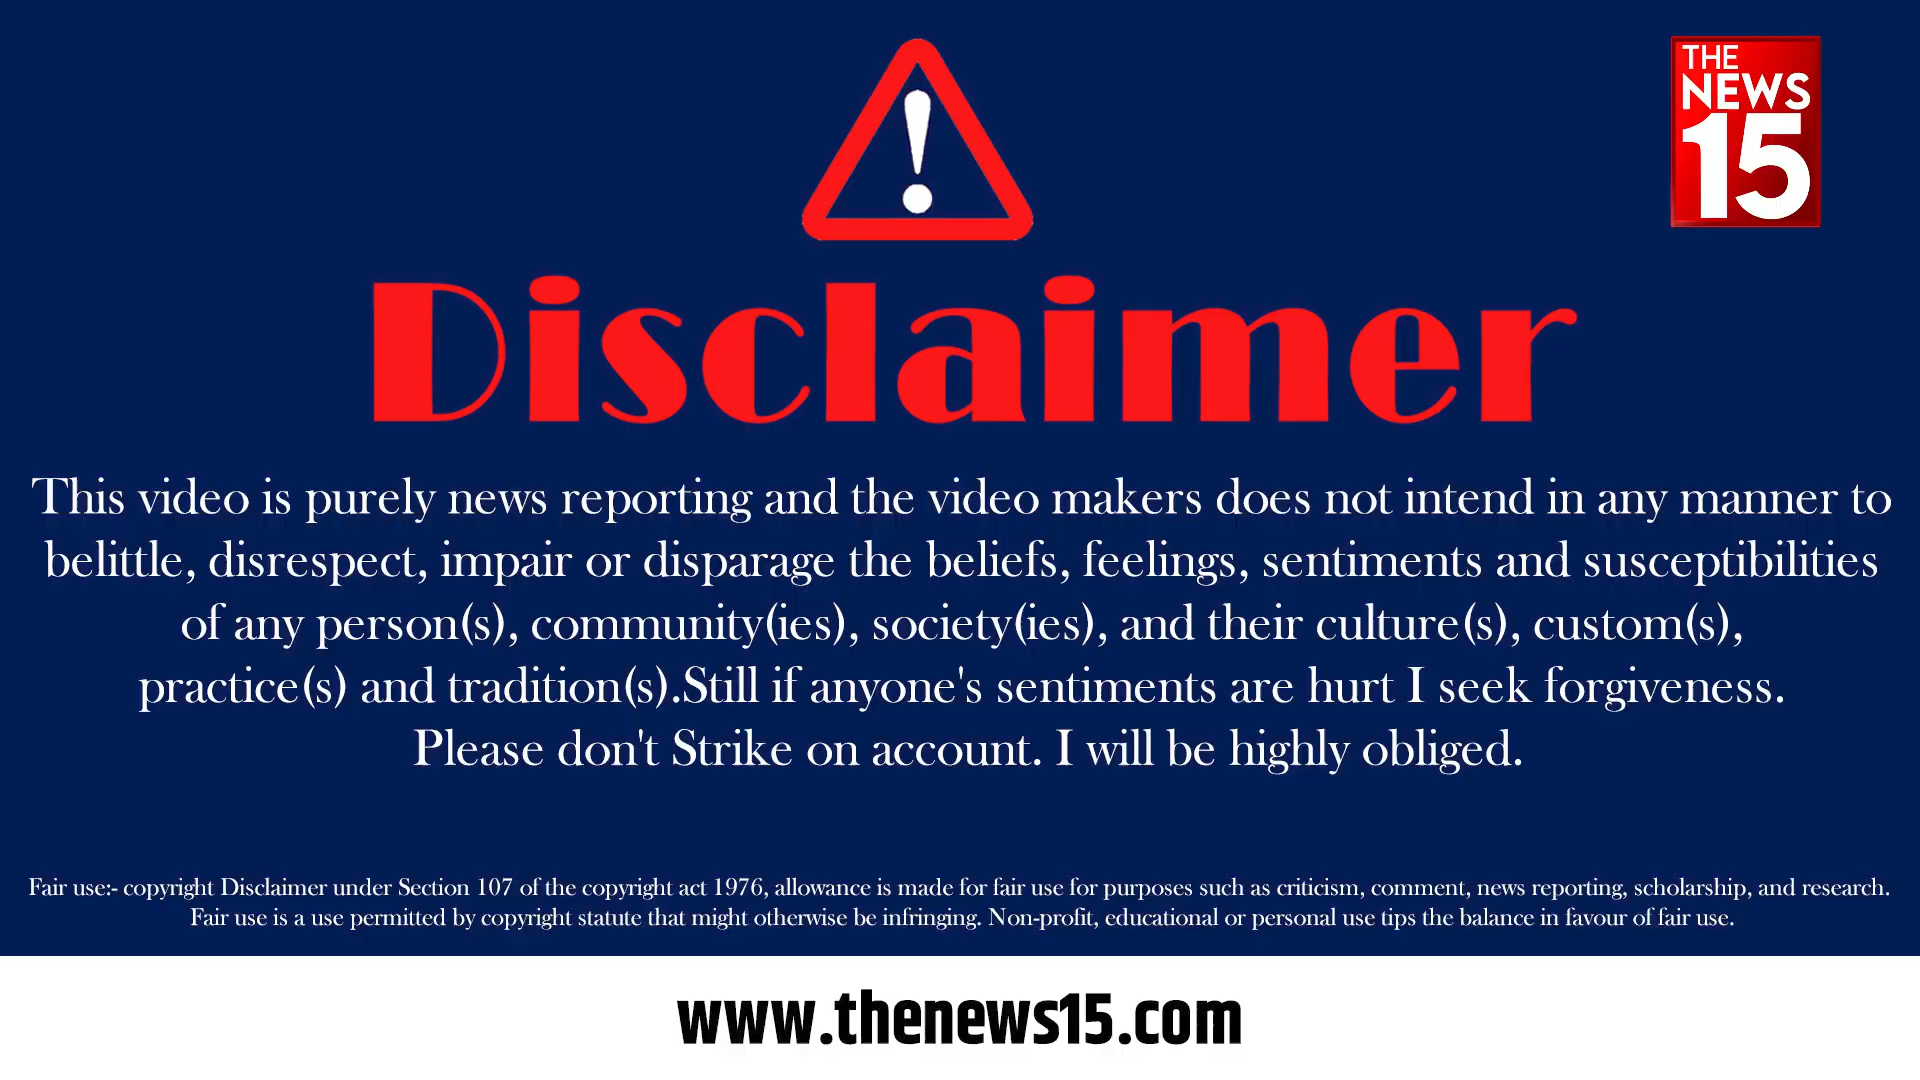 THE
NEWS
15
Disclaimer
This video is purely news reporting and the video makers does not intend in any manner to
belittle, disrespect, impair or disparage the beliefs, feelings, sentiments and susceptibilities
of any person(s), community(ies), society(ies), and their culture(s), custom(s),
practice(s) and tradition(s).Still if anyone's sentiments are hurt I seek forgiveness.
Please don't Strike on account. I will be highly obliged.
Fair use:- copyright Disclaimer under Section 107 of the copyright act 1976, allowance is made for fair use for purposes such as criticism, comment, news reporting, scholarship, and research.
Fair use is a use permitted by copyright statute that might otherwise be infringing. Non-profit, educational or personal use tips the balance in favour of fair use.
www.thenews15.com